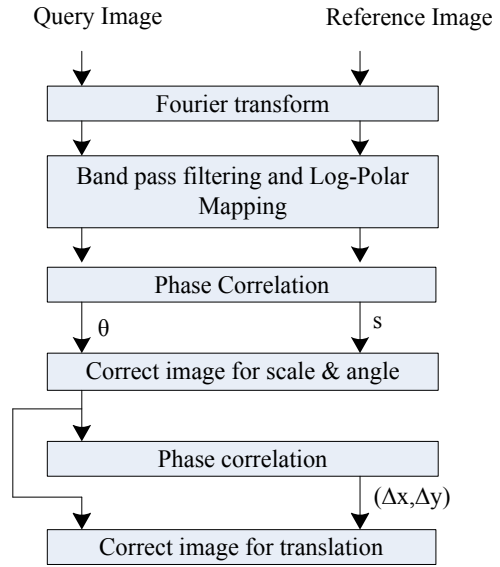 Query Image
Reference Image
Fourier transform
Band pass filtering and Log-Polar
Mapping
Phase Correlation
θ
s
Correct image for scale & angle
Phase correlation
(Δx,Δy)
Correct image for translation